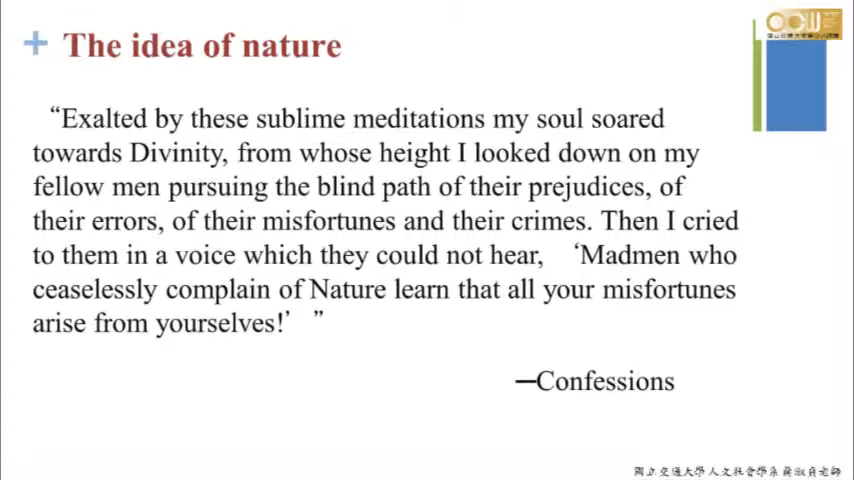 The idea of nature
OCW
“Exalted by these sublime meditations my soul soared
towards Divinity, from whose height I looked down on my
fellow men pursuing the blind path of their prejudices, of
their errors, of their misfortunes and their crimes. Then I cried
to them in a voice which they could not hear, ‘Madmen who
ceaselessly complain of Nature learn that all your misfortunes
arise from yourselves!’ ”
─Confessions
國立交通大學人文社會學系蔣淑貞老師